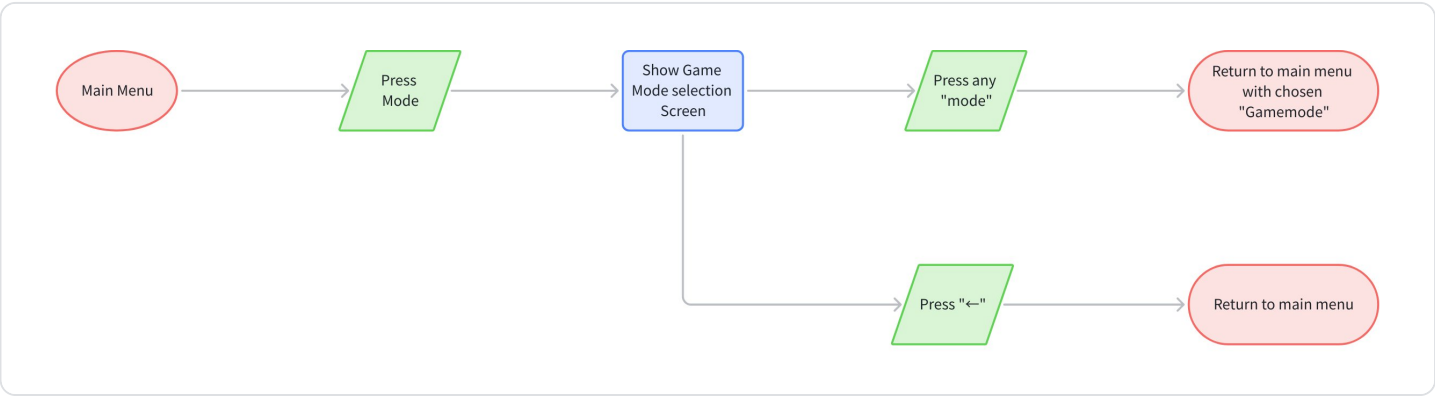 Main Menu
Press
Mode
Show Game
Mode selection
Screen
Press any
"mode"
Return to main menu
with chosen
"Gamemode"
Press "←"
Return to main menu